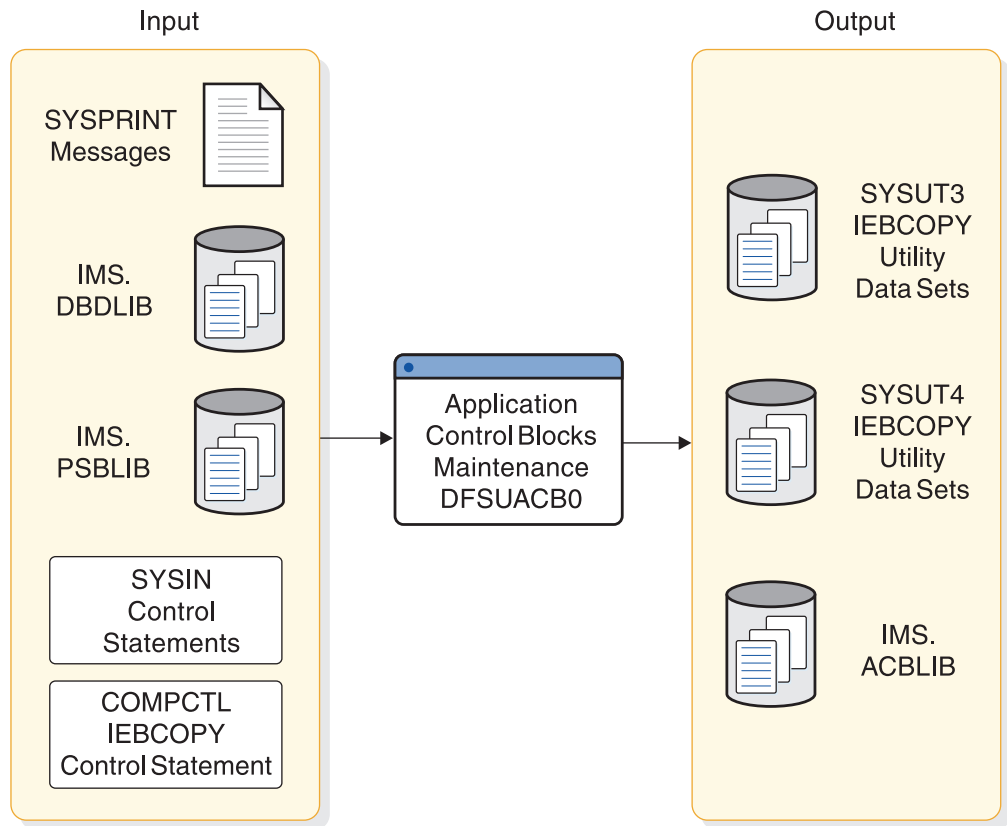 Input
SYSPRINT
Messages
IMS.
DBDLIB
IMS.
PSBLIB
SYSIN
Control
Statements
COMPCTL
IEBCOPY
Control Statement
Application
Control Blocks
Maintenance
DFSUACB0
Output
SYSUT3
IEBCOPY
Utility
Data Sets
SYSUT4
IEBCOPY
Utility
Data Sets
IMS.
ACBLIB